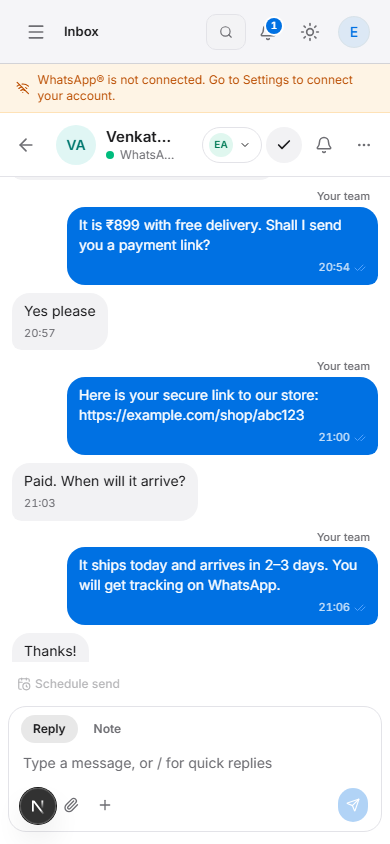 Inbox
1
E
WhatsApp® is not connected. Go to Settings to connect
your account.
VA
Venkat...
WhatsA...
EA
Your team
It is ₹899 with free delivery. Shall I send
you a payment link?
20:54
Yes please
20:57
Your team
Here is your secure link to our store:
https://example.com/shop/abc123
21:00
Paid. When will it arrive?
21:03
Your team
It ships today and arrives in 2–3 days. You
will get tracking on WhatsApp.
21:06
Thanks!
Schedule send
Reply
Note
Type a message, or / for quick replies
N